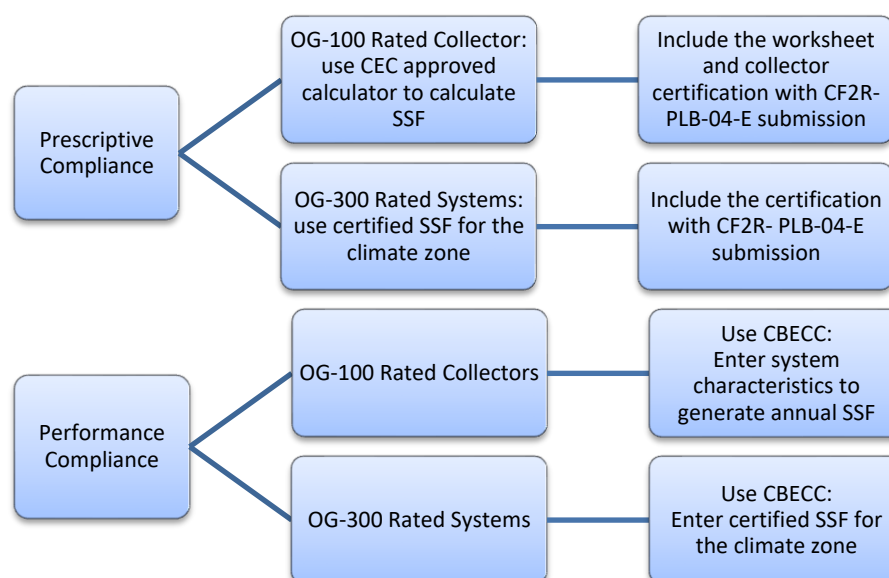 Prescriptive
Compliance
OG-100 Rated Collector:
use CEC approved
calculator to calculate
SSF
Include the worksheet
and collector
certification with CF2R-
PLB-04-E submission
OG-300 Rated Systems:
use certified SSF for the
climate zone
Include the certification
with CF2R- PLB-04-E
submission
Performance
Compliance
OG-100 Rated Collectors
Use CBECC:
Enter system
characteristics to
generate annual SSF
OG-300 Rated Systems
Use CBECC:
Enter certified SSF for
the climate zone